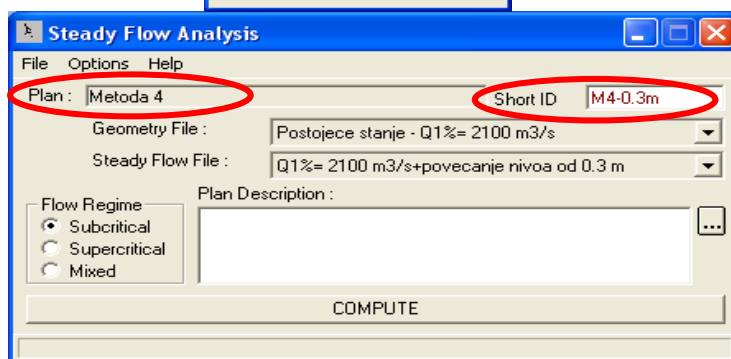 Steady Flow Analysis
File Options Help
Plan : Metoda 4 Short ID M4-0.3m
Geometry File : Postojece stanje - Q1%= 2100 m3/s
Steady Flow File : Q1%= 2100 m3/s+povecanje nivoa od 0.3 m
Flow Regime
Subcritical
Supercritical
Mixed
Plan Description :
...
COMPUTE